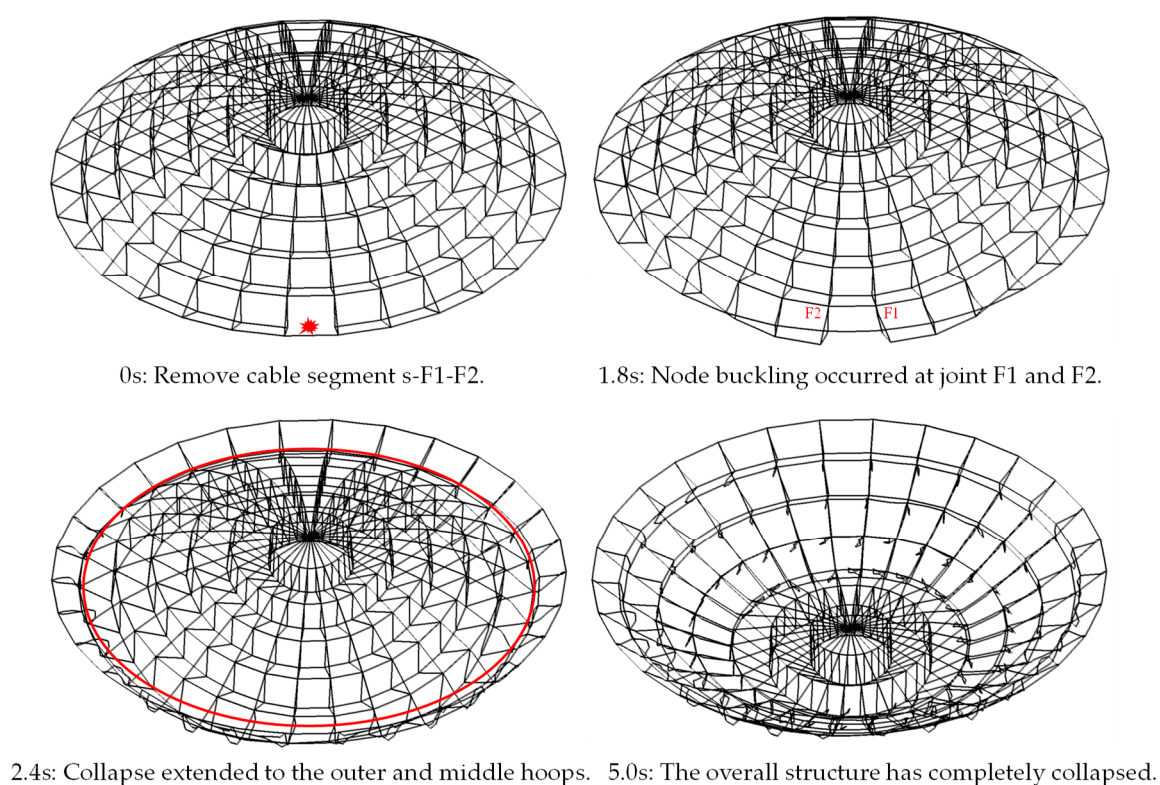 F2 F1
0s: Remove cable segment s-F1-F2.
1.8s: Node buckling occurred at joint F1 and F2.
2.4s: Collapse extended to the outer and middle hoops.
5.0s: The overall structure has completely collapsed.